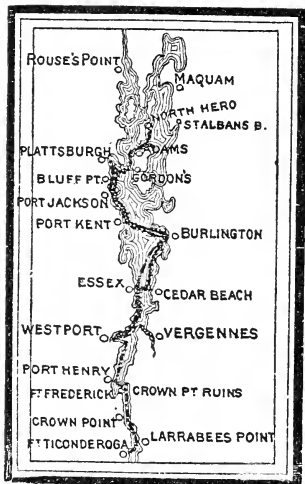 ROUSE'S POINT
MAQUAM
NORTH HERO
ST ALBANS B.
PLATTSBURGH
ADAMS
BLUFF PT.
GORDON'S
PORT JACKSON
PORT KENT
BURLINGTON
ESSEX
CEDAR BEACH
WESTPORT
VERGENNES
PORT HENRY
FT FREDERICK
CROWN PT RUINS
CROWN POINT
FT TICONDEROGA
LARRABEES POINT